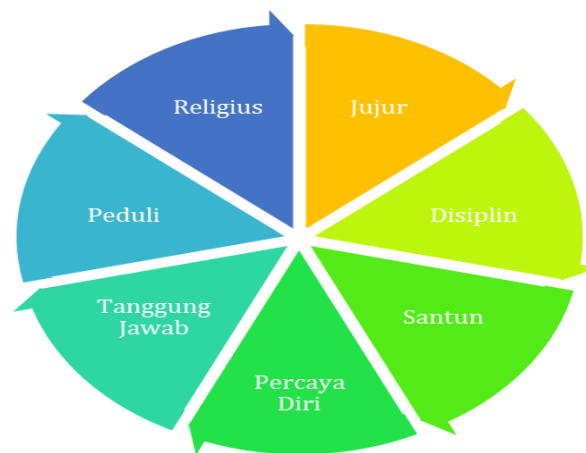 Religius
Jujur
Peduli
Disiplin
Tanggung
Jawab
Santun
Percaya
Diri